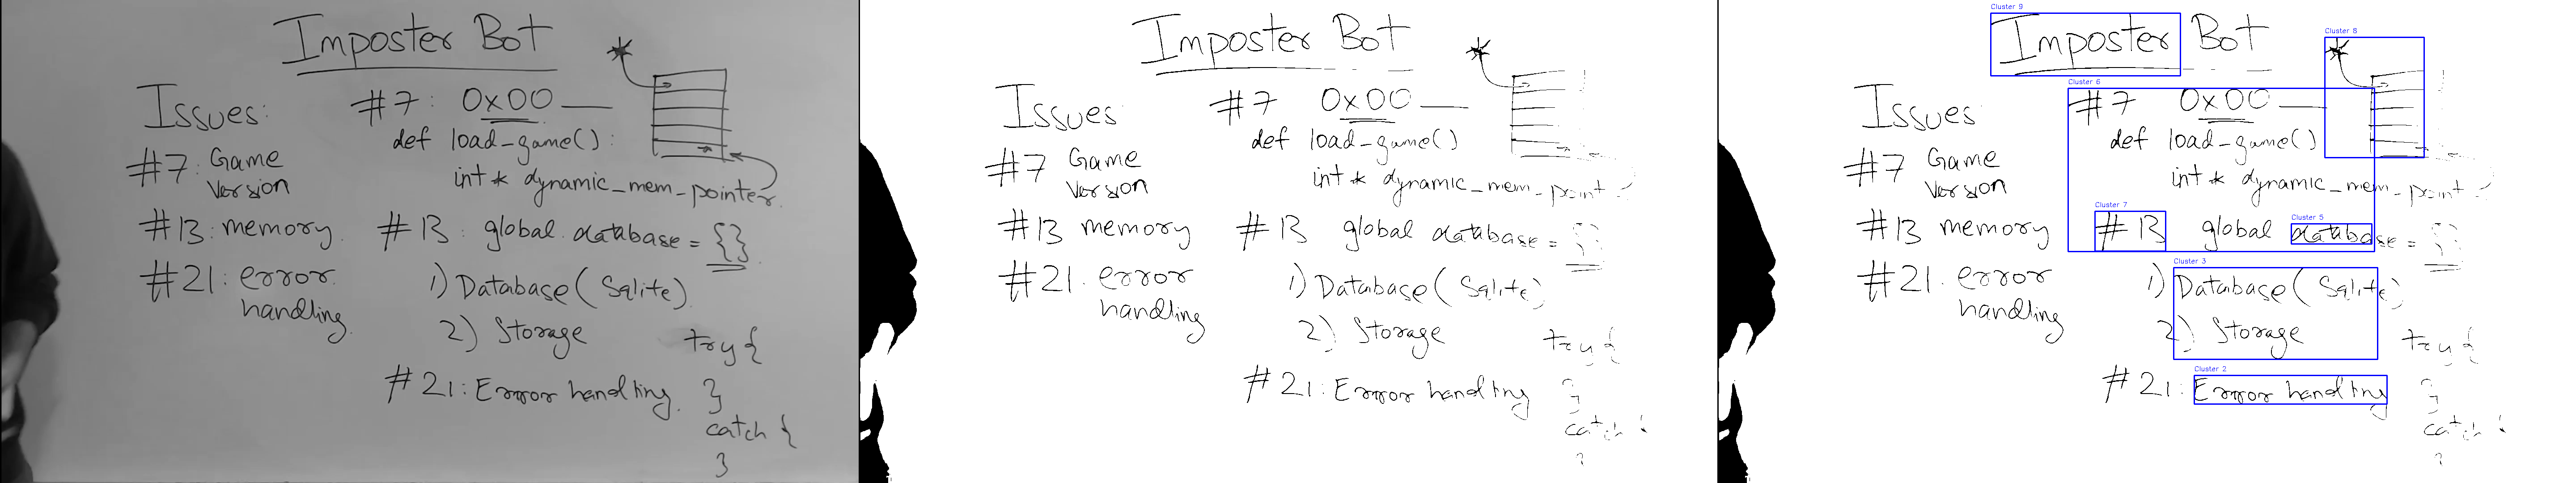 Imposter Bot
Issues:
#7: Game
version
#13: memory
#21: error
handling
#7: 0x00
def load_game():
int * dynamic_mem_pointer
#13: global database = {}
1) Database (Sqlite)
2) Storage
#21: Error handling
try {
}
catch {
}
Imposter Bot
Issues
#7 Game
version
#13 memory
#21. error
handling
#7 0x00
def load_game()
int * dynamic_mem_point
#13 global database = {}
1) Database (Sqlite)
2) Storage
#21: Error handling
try {
}
catch {
}
Cluster 9
Imposter Bot
Cluster 8
Issues
#7 Game
version
#13 memory
#21. error
handling
Cluster 6
#7 0x00
def load_game()
int * dynamic_mem_point
Cluster 7
Cluster 5
#13 global database = {}
Cluster 3
1) Database (Sqlite)
2) Storage
Cluster 2
#21: Error handling
try {
}
catch {
}